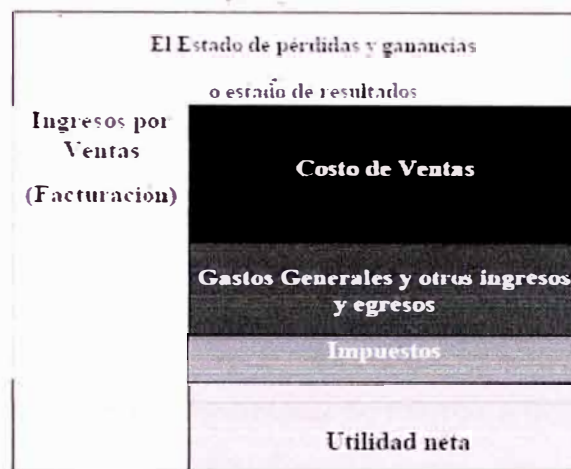 El Estado de pérdidas y ganancias
o estado de resultados
Ingresos por
Ventas
(Facturacion)
Costo de Ventas
Gastos Generales y otros ingresos
y egresos
Impuestos
Utilidad neta